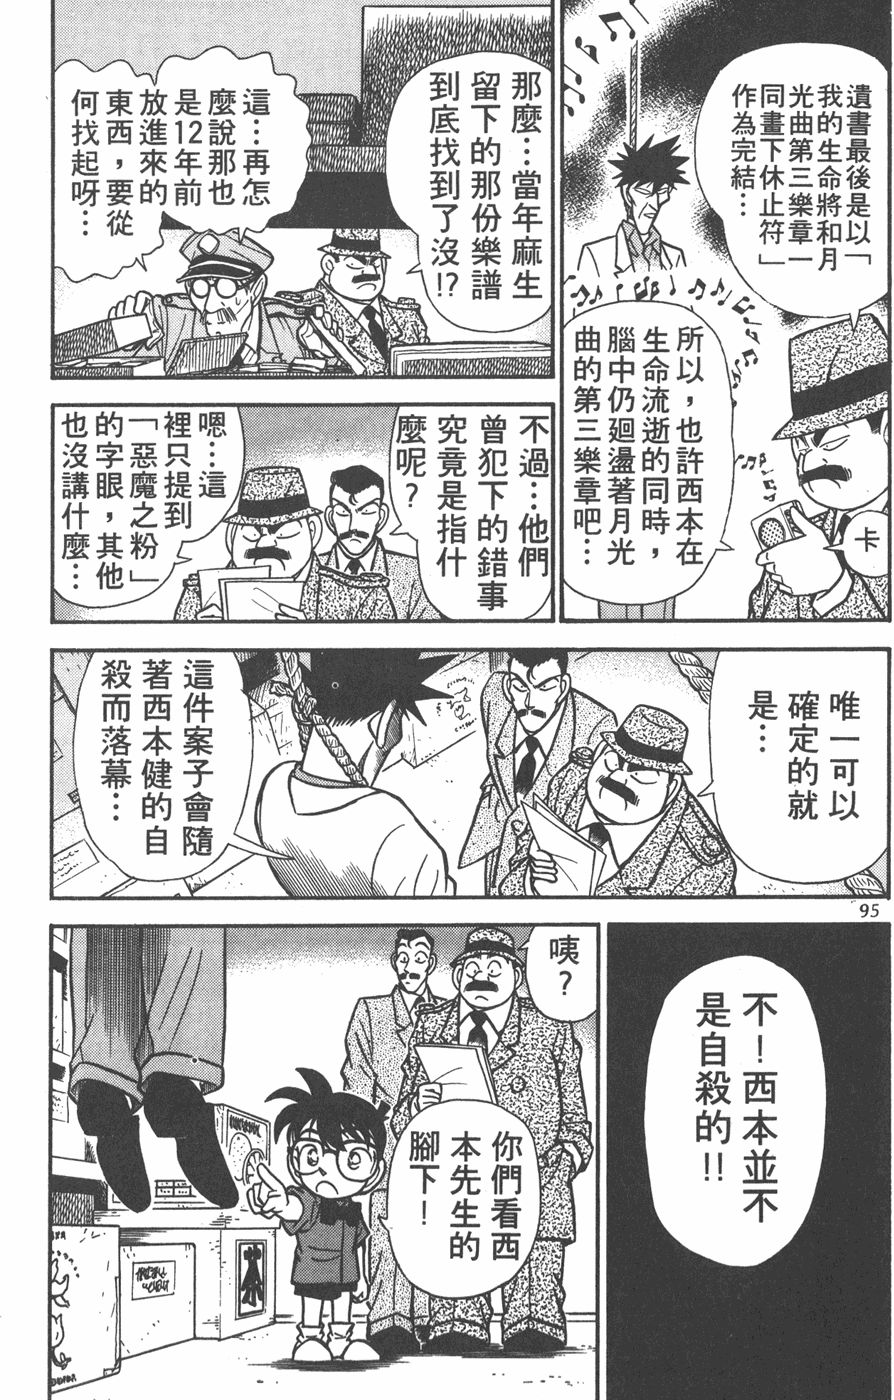 遺書最後是以「
我的生命將和月
光曲第三樂章一
同畫下休止符」
作為完結…
所以，也許西本在
生命流逝的同時，
腦中仍廻盪著月光
曲的第三樂章吧…
卡
那麼…當年麻生
留下的那份樂譜
到底找到了沒!?
這…再怎
麼說那也
是12年前
放進來的
東西，要從
何找起呀…
不過…他們
曾犯下的錯事
究竟是指什
麼呢？
嗯…這
裡只提到
「惡魔之粉」
的字眼，其他
也沒講什麼…
唯一可以
確定的就
是…
這件案子會隨
著西本健的自
殺而落幕…
95
不！西本並不
是自殺的!!
咦？
你們看西
本先生的
腳下！